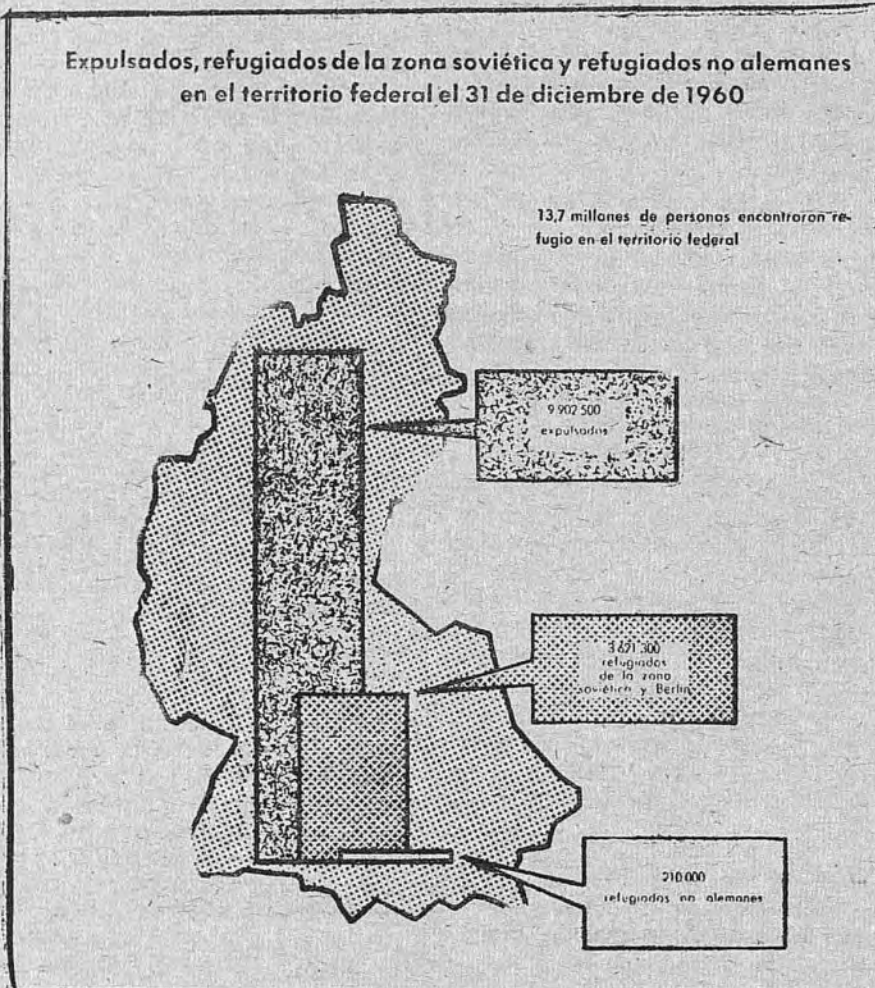 Expulsados, refugiados de la zona soviética y refugiados no alemanes
en el territorio federal el 31 de diciembre de 1960
13,7 millones de personas encontraron re-
fugio en el territorio federal
9 902 500
expulsados
3 621 300
refugiados
de la zona
soviética y Berlín
210.000
refugiados no alemanes